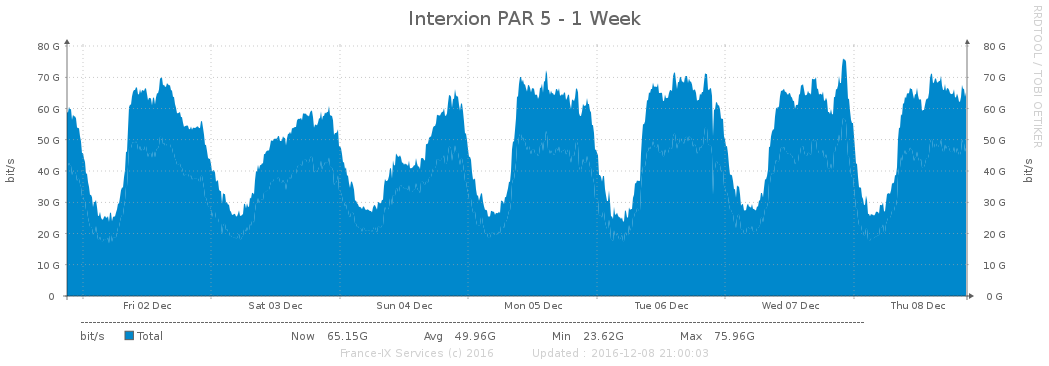 Interxion PAR 5 - 1 Week
RRDTOOL / TOBI OETIKER
80 G 80 G
70 G 70 G
60 G 60 G
50 G 50 G
40 G 40 G
30 G 30 G
20 G 20 G
10 G 10 G
0 0 G
bit/s
bit/s
Fri 02 Dec Sat 03 Dec Sun 04 Dec Mon 05 Dec Tue 06 Dec Wed 07 Dec Thu 08 Dec
bit/s Total Now 65.15G Avg 49.96G Min 23.62G Max 75.96G
France-IX Services (c) 2016 Updated : 2016-12-08 21:00:03